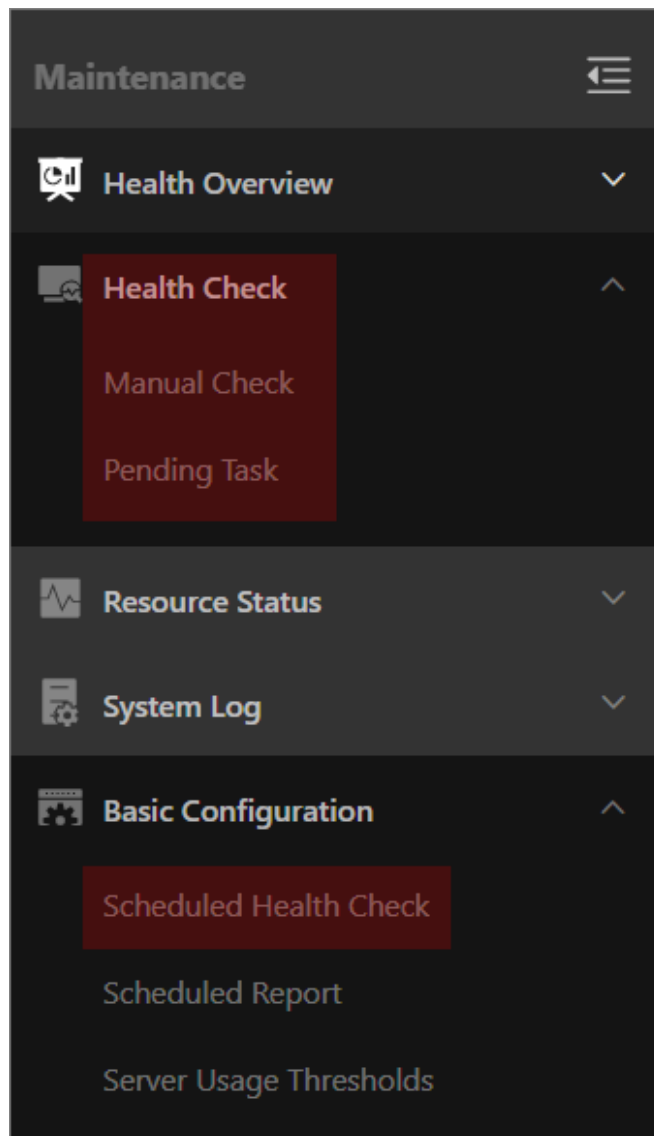 Maintenance
Health Overview
Health Check
Manual Check
Pending Task
Resource Status
System Log
Basic Configuration
Scheduled Health Check
Scheduled Report
Server Usage Thresholds